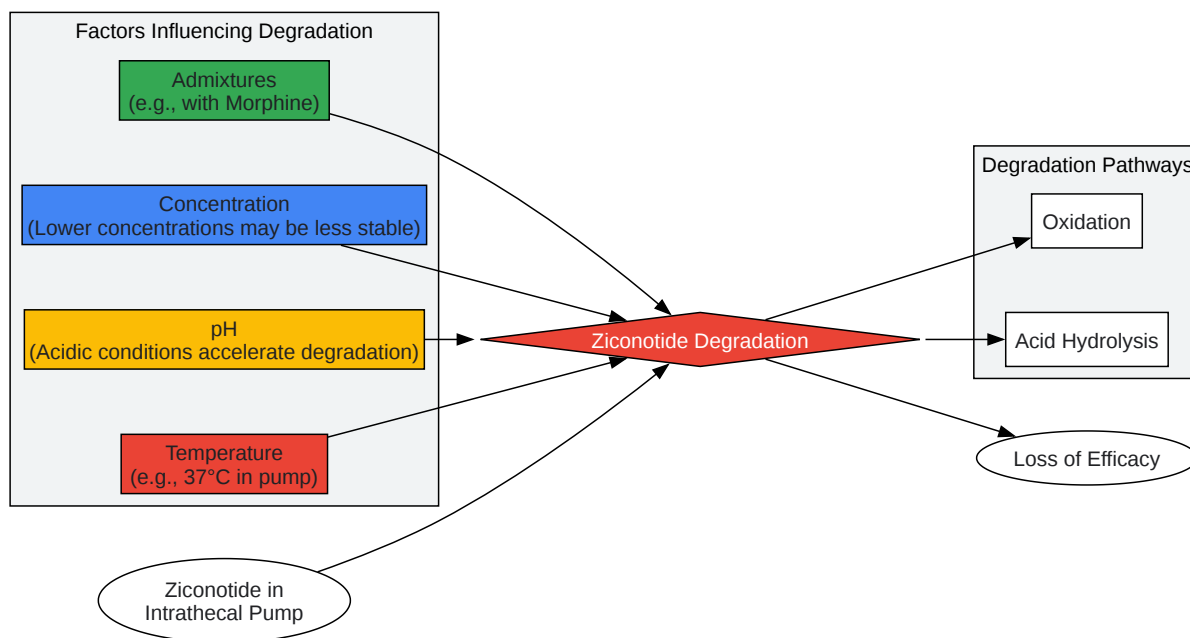 Factors Influencing Degradation
Admixtures
(e.g., with Morphine)
Concentration
(Lower concentrations may be less stable)
pH
(Acidic conditions accelerate degradation)
Temperature
(e.g., 37°C in pump)
Ziconotide in
Intrathecal Pump
Ziconotide Degradation
Degradation Pathways
Oxidation
Acid Hydrolysis
Loss of Efficacy